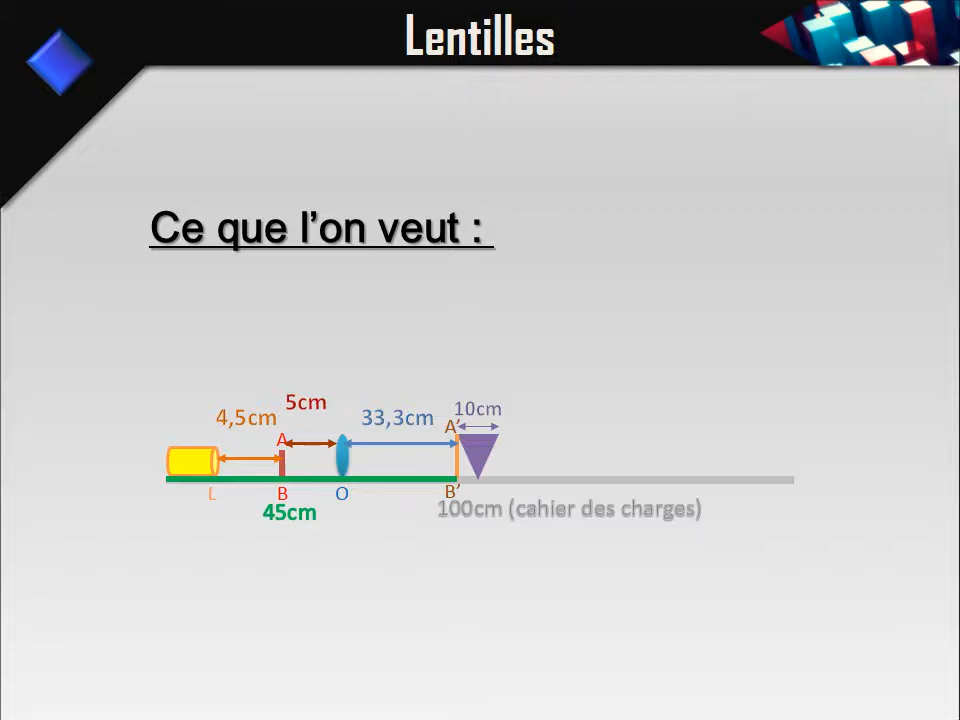 Lentilles
Ce que l’on veut :
5cm
4,5cm
33,3cm
10cm
A
A’
L
B
O
B’
45cm
100cm (cahier des charges)